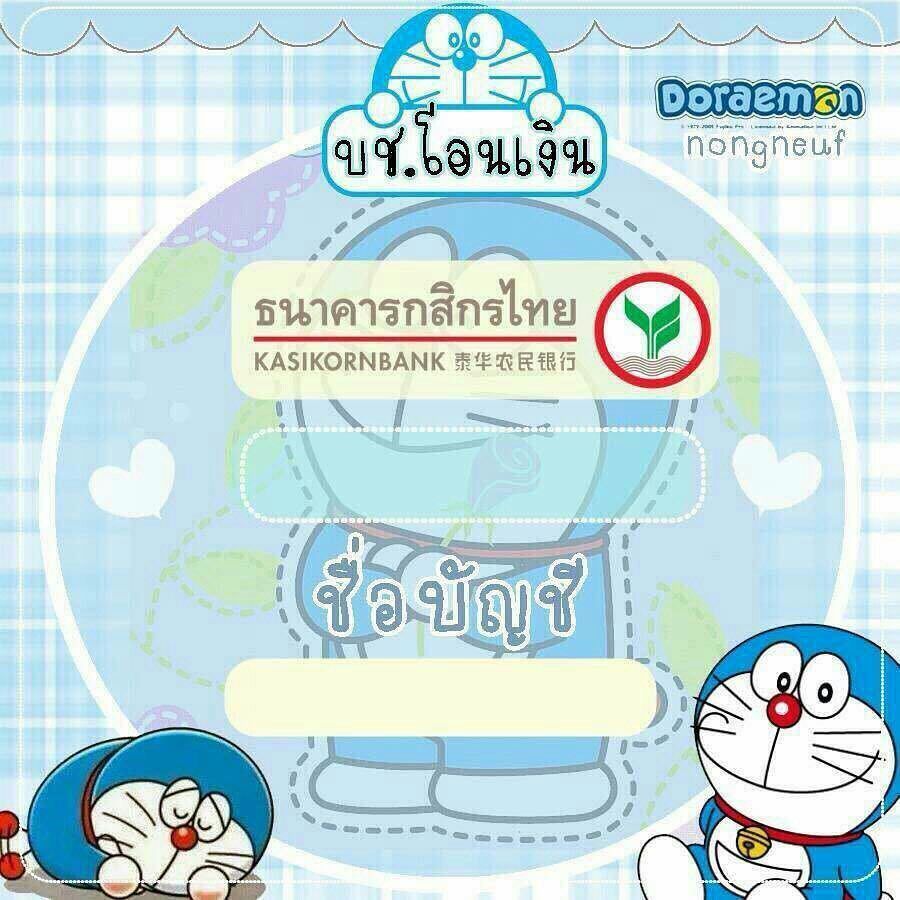 บช.โอนเงิน
Doraemon
nongneuf
ธนาคารกสิกรไทย
KASIKORNBANK 泰华农民银行
ชื่อบัญชี